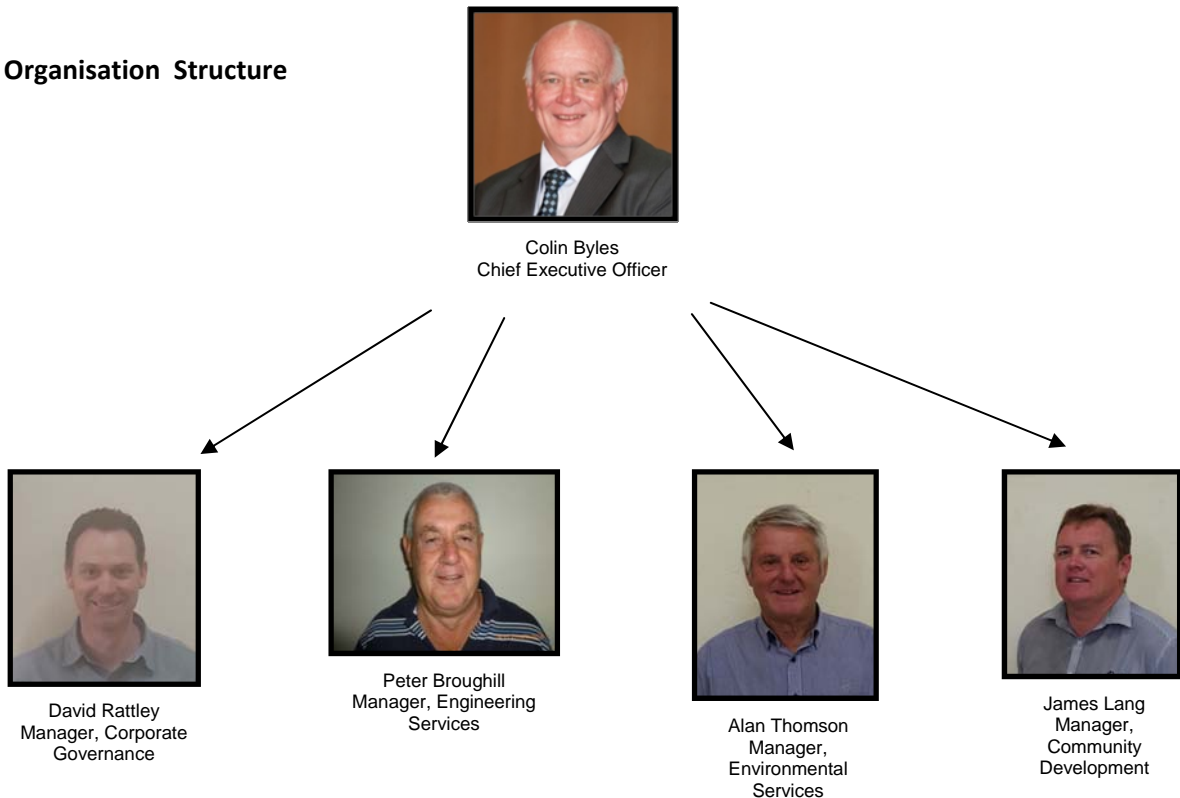 Organisation Structure
Colin Byles
Chief Executive Officer
David Rattley
Manager, Corporate
Governance
Peter Broughill
Manager, Engineering
Services
Alan Thomson
Manager,
Environmental
Services
James Lang
Manager,
Community
Development